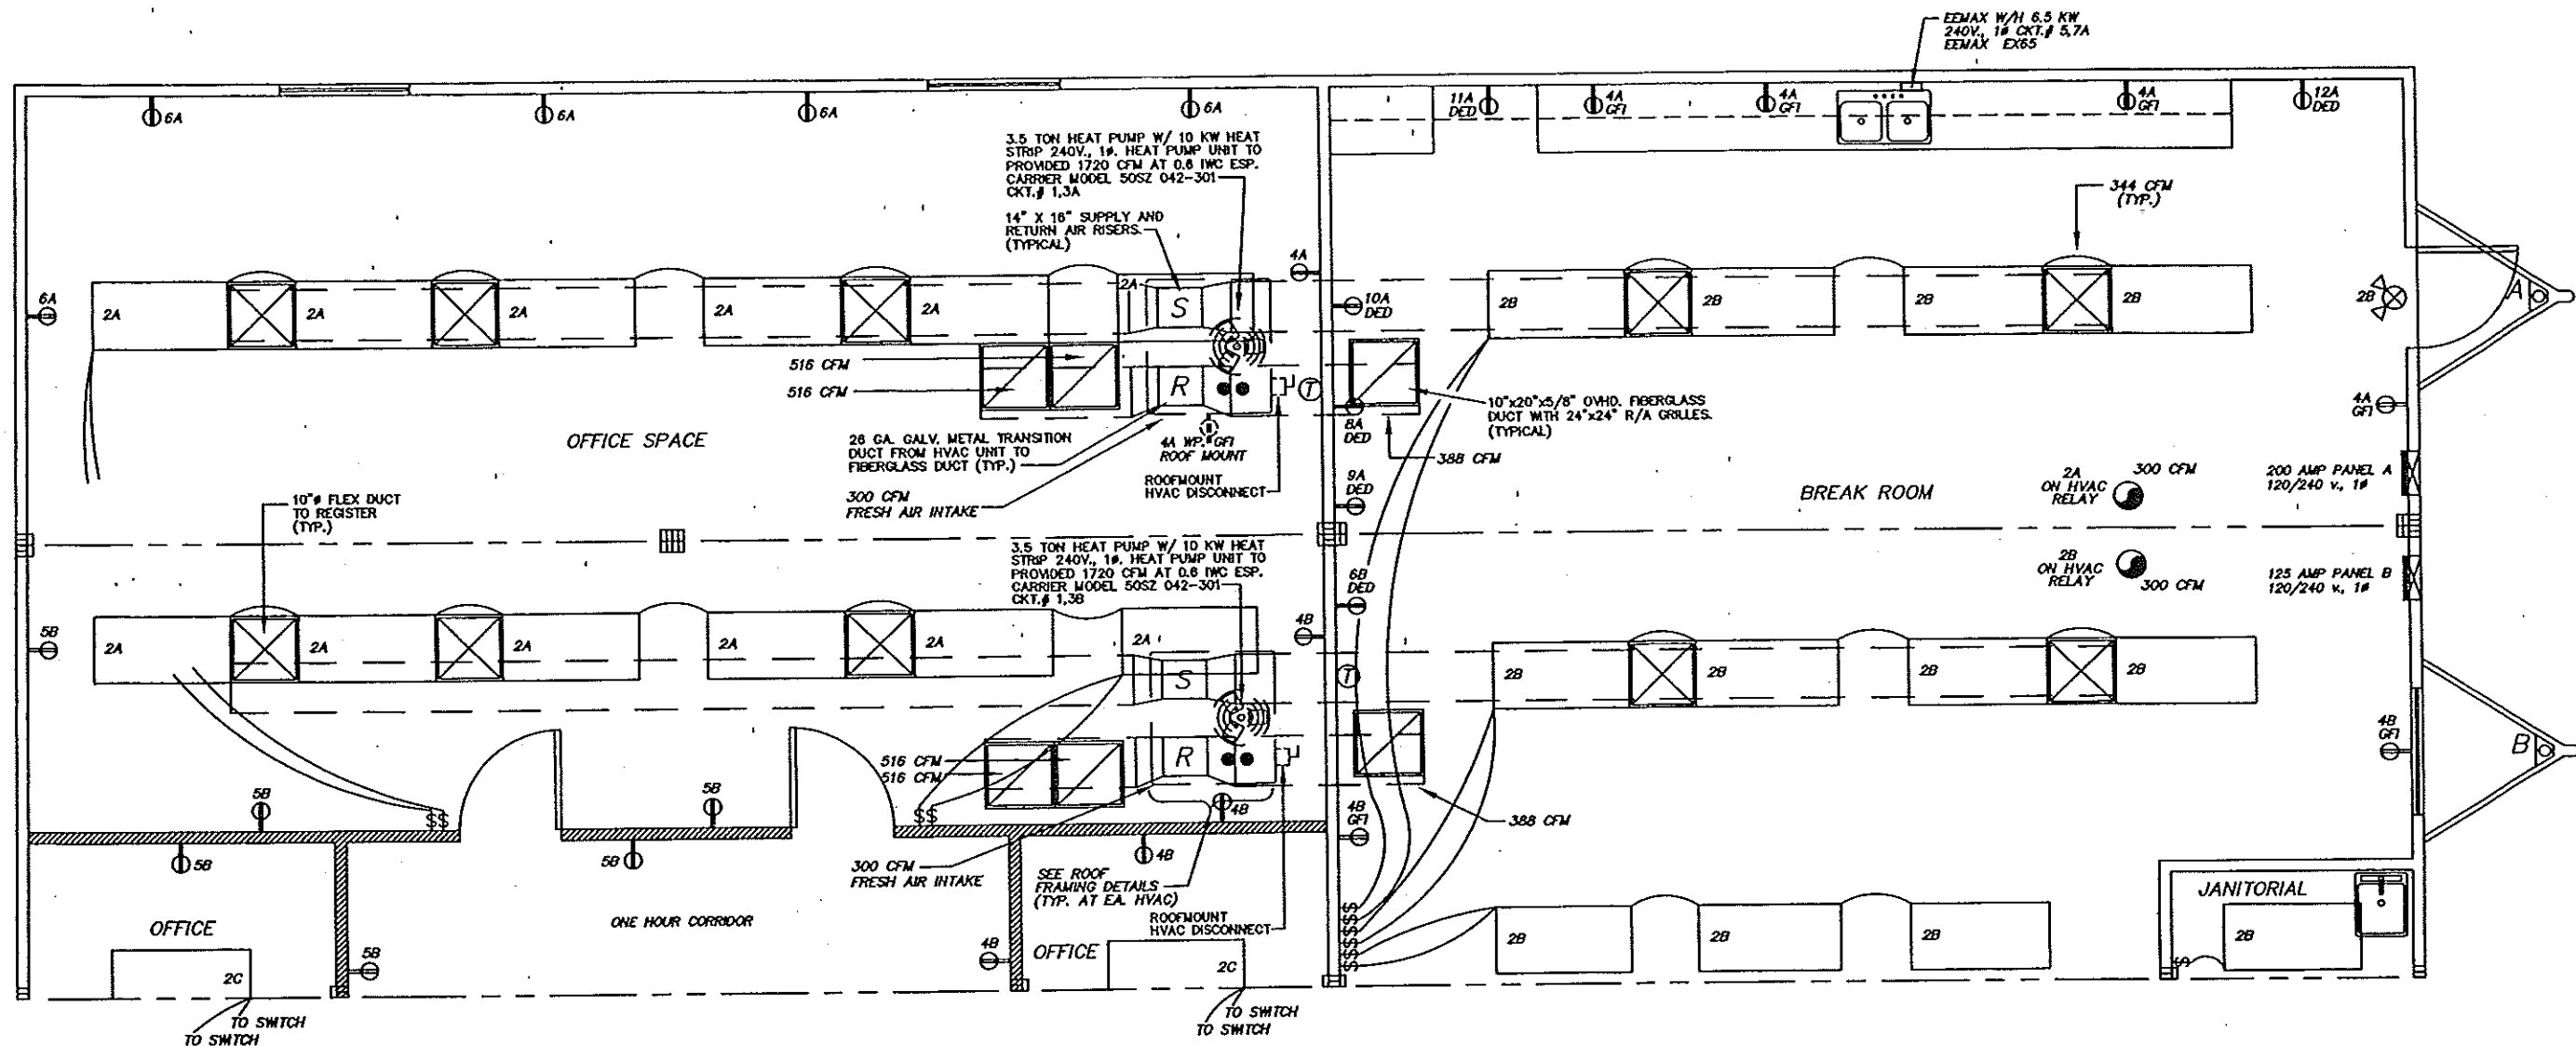 EEMAX W/H 6.5 KW
240V., 1ø CKT.# 5,7A
EEMAX EX65
6A
6A
6A
6A
11A
DED
4A
GFI
4A
GFI
4A
GFI
12A
DED
3.5 TON HEAT PUMP W/ 10 KW HEAT
STRIP 240V., 1ø. HEAT PUMP UNIT TO
PROVIDED 1720 CFM AT 0.6 IWC ESP.
CARRIER MODEL 50SZ 042-301
CKT.# 1,3A
14" X 16" SUPPLY AND
RETURN AIR RISERS.
(TYPICAL)
344 CFM
(TYP.)
6A
2A
2A
2A
2A
2A
S
4A
10A
DED
2B
2B
2B
2B
2B
A
516 CFM
516 CFM
R
T
8A
DED
10"x20"x5/8" OVHD. FIBERGLASS
DUCT WITH 24"x24" R/A GRILLES.
(TYPICAL)
4A
GFI
OFFICE SPACE
26 GA. GALV. METAL TRANSITION
DUCT FROM HVAC UNIT TO
FIBERGLASS DUCT (TYP.)
4A WP. GFI
ROOF MOUNT
388 CFM
ROOFMOUNT
HVAC DISCONNECT
300 CFM
FRESH AIR INTAKE
9A
DED
BREAK ROOM
2A
ON HVAC
RELAY
300 CFM
200 AMP PANEL A
120/240 v., 1ø
10"ø FLEX DUCT
TO REGISTER
(TYP.)
3.5 TON HEAT PUMP W/ 10 KW HEAT
STRIP 240V., 1ø. HEAT PUMP UNIT TO
PROVIDED 1720 CFM AT 0.6 IWC ESP.
CARRIER MODEL 50SZ 042-301
CKT.# 1,3B
6B
DED
2B
ON HVAC
RELAY
300 CFM
125 AMP PANEL B
120/240 v., 1ø
5B
2A
2A
2A
2A
2A
2A
S
4B
T
2B
2B
2B
2B
516 CFM
516 CFM
R
4B
GFI
B
5B
5B
4B
4B
GFI
388 CFM
5B
5B
4B
300 CFM
FRESH AIR INTAKE
SEE ROOF
FRAMING DETAILS
(TYP. AT EA. HVAC)
ROOFMOUNT
HVAC DISCONNECT
OFFICE
ONE HOUR CORRIDOR
OFFICE
JANITORIAL
5B
4B
2C
2C
2B
2B
2B
2B
TO SWITCH
TO SWITCH
TO SWITCH
TO SWITCH